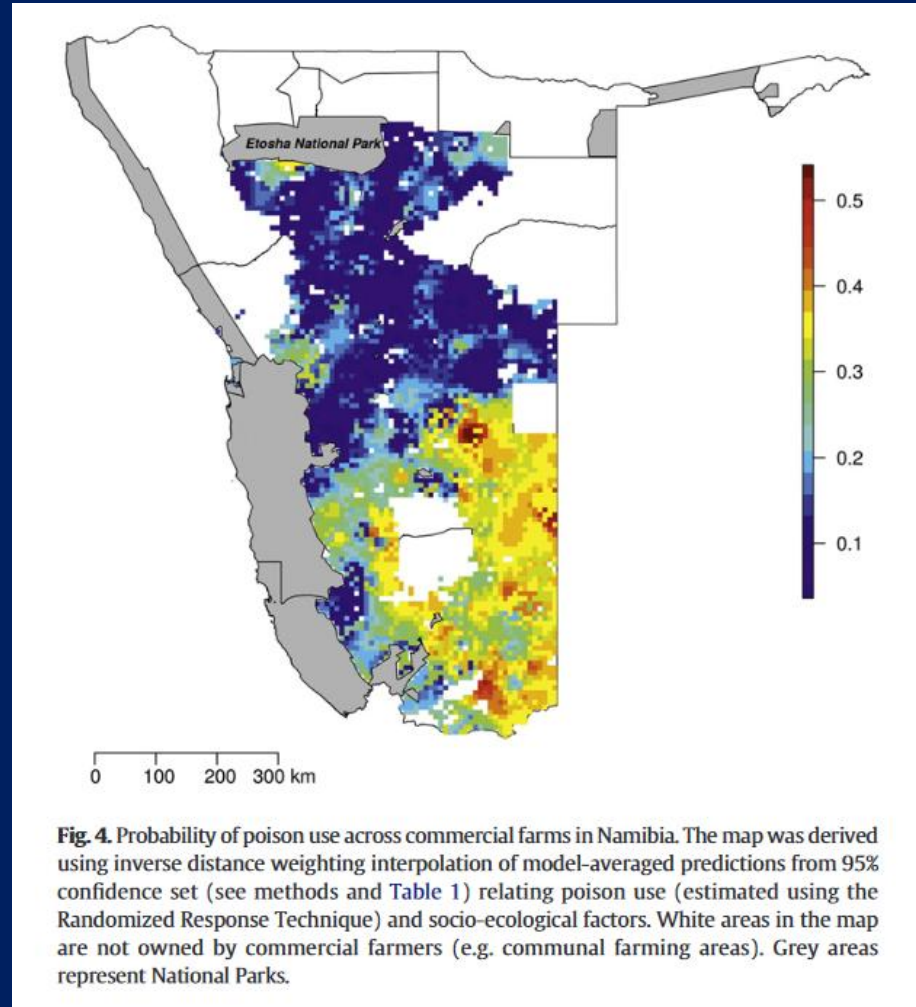 Etosha National Park
0.5
0.4
0.3
0.2
0.1
0 100 200 300 km
Fig. 4. Probability of poison use across commercial farms in Namibia. The map was derived
using inverse distance weighting interpolation of model-averaged predictions from 95%
confidence set (see methods and Table 1) relating poison use (estimated using the
Randomized Response Technique) and socio-ecological factors. White areas in the map
are not owned by commercial farmers (e.g. communal farming areas). Grey areas
represent National Parks.